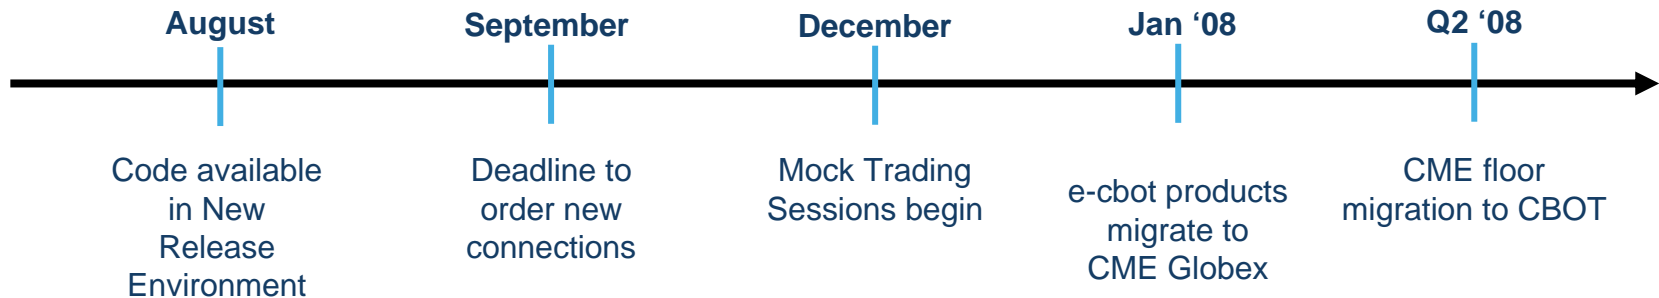 August
Code available
in New
Release
Environment
September
Deadline to
order new
connections
December
Mock Trading
Sessions begin
Jan ‘08
e-cbot products
migrate to
CME Globex
Q2 ‘08
CME floor
migration to CBOT